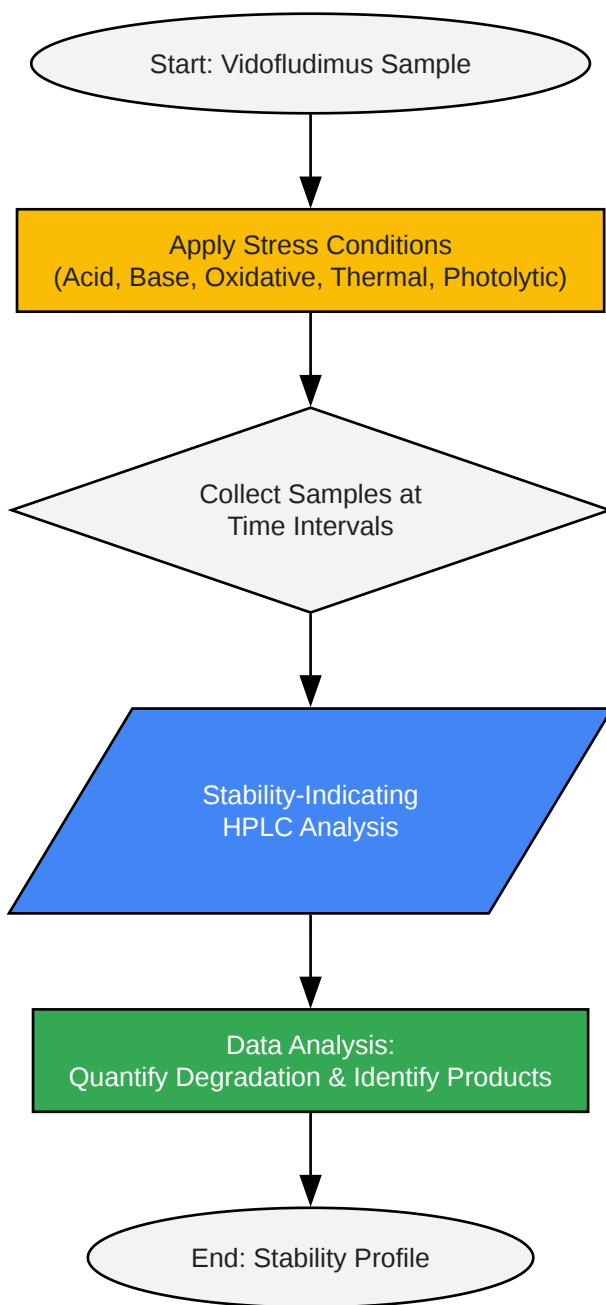 Start: Vidofludimus Sample
Apply Stress Conditions
(Acid, Base, Oxidative, Thermal, Photolytic)
Collect Samples at
Time Intervals
Stability-Indicating
HPLC Analysis
Data Analysis:
Quantify Degradation & Identify Products
End: Stability Profile